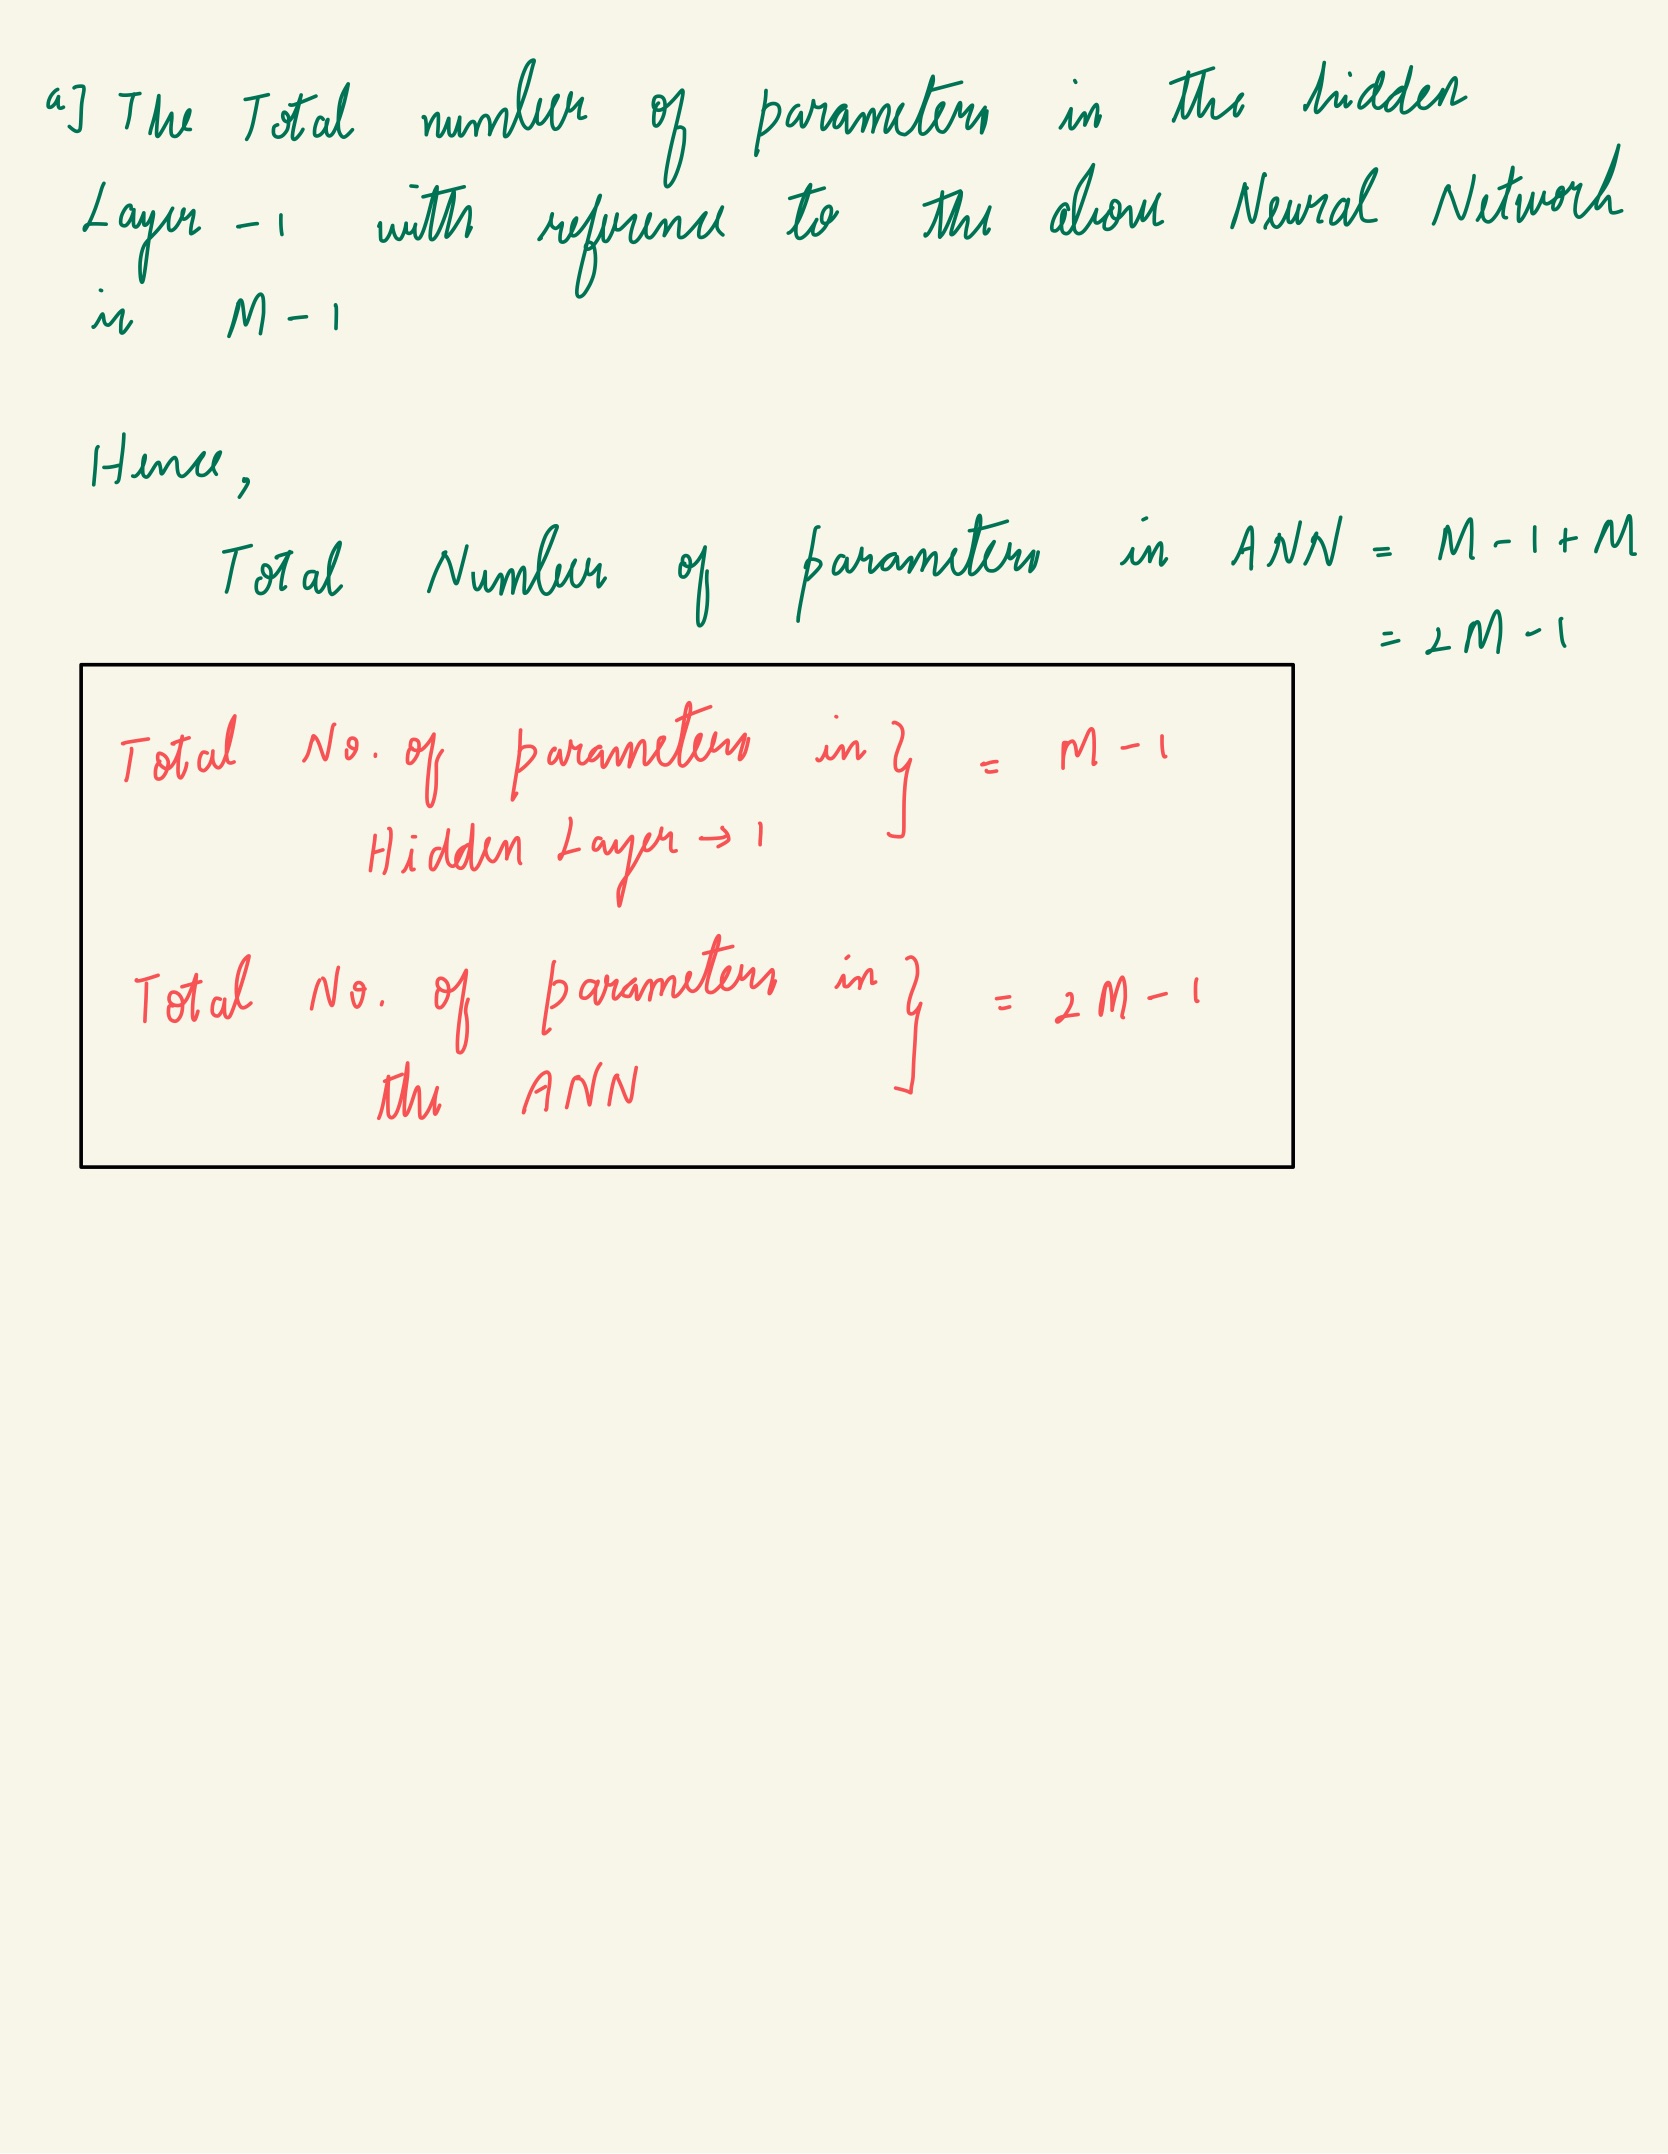 a] The Total number of parameters in the hidden
Layer - 1 with reference to the above Neural Network
is M - 1
Hence,
Total Number of parameters in ANN = M - 1 + M
= 2M - 1
Total No. of parameters in } = M - 1
Hidden Layer → 1
Total No. of parameters in } = 2M - 1
the ANN